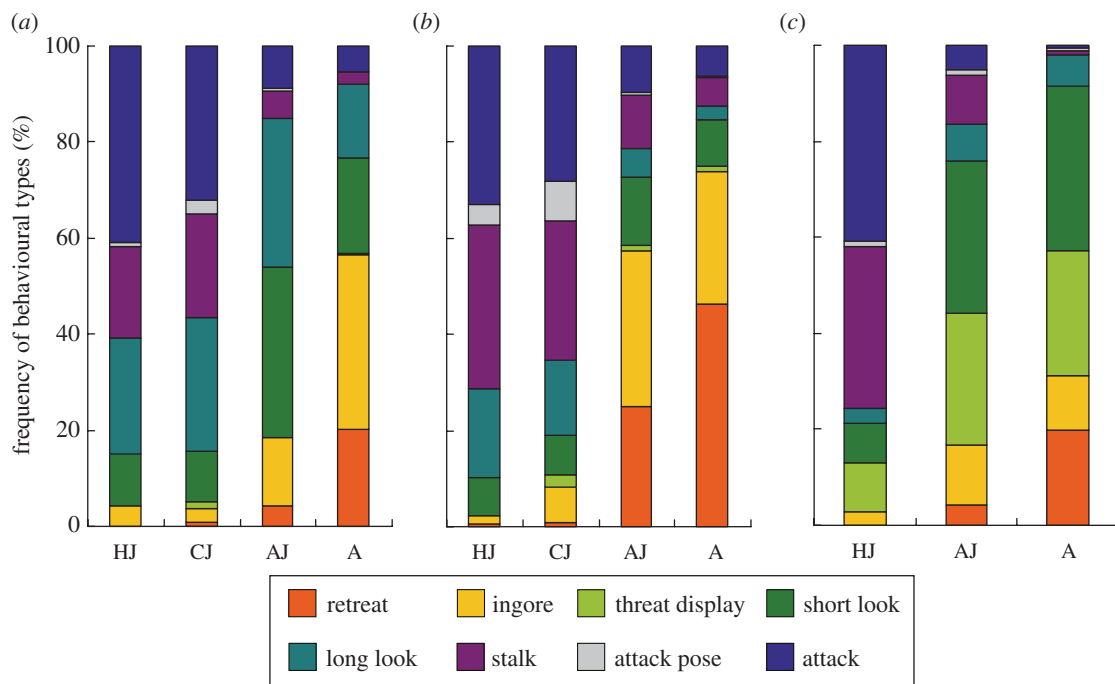 (a) (b) (c)
frequency of behavioural types (%)
100
80
60
40
20
0
HJ CJ AJ A HJ CJ AJ A HJ AJ A
retreat ingore threat display short look
long look stalk attack pose attack